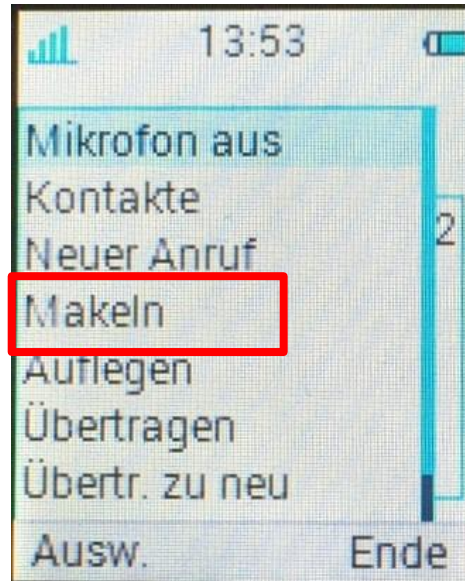 13:53
Mikrofon aus
Kontakte
2
Neuer Anruf
Makeln
Auflegen
Übertragen
Übertr. zu neu
Ausw. Ende